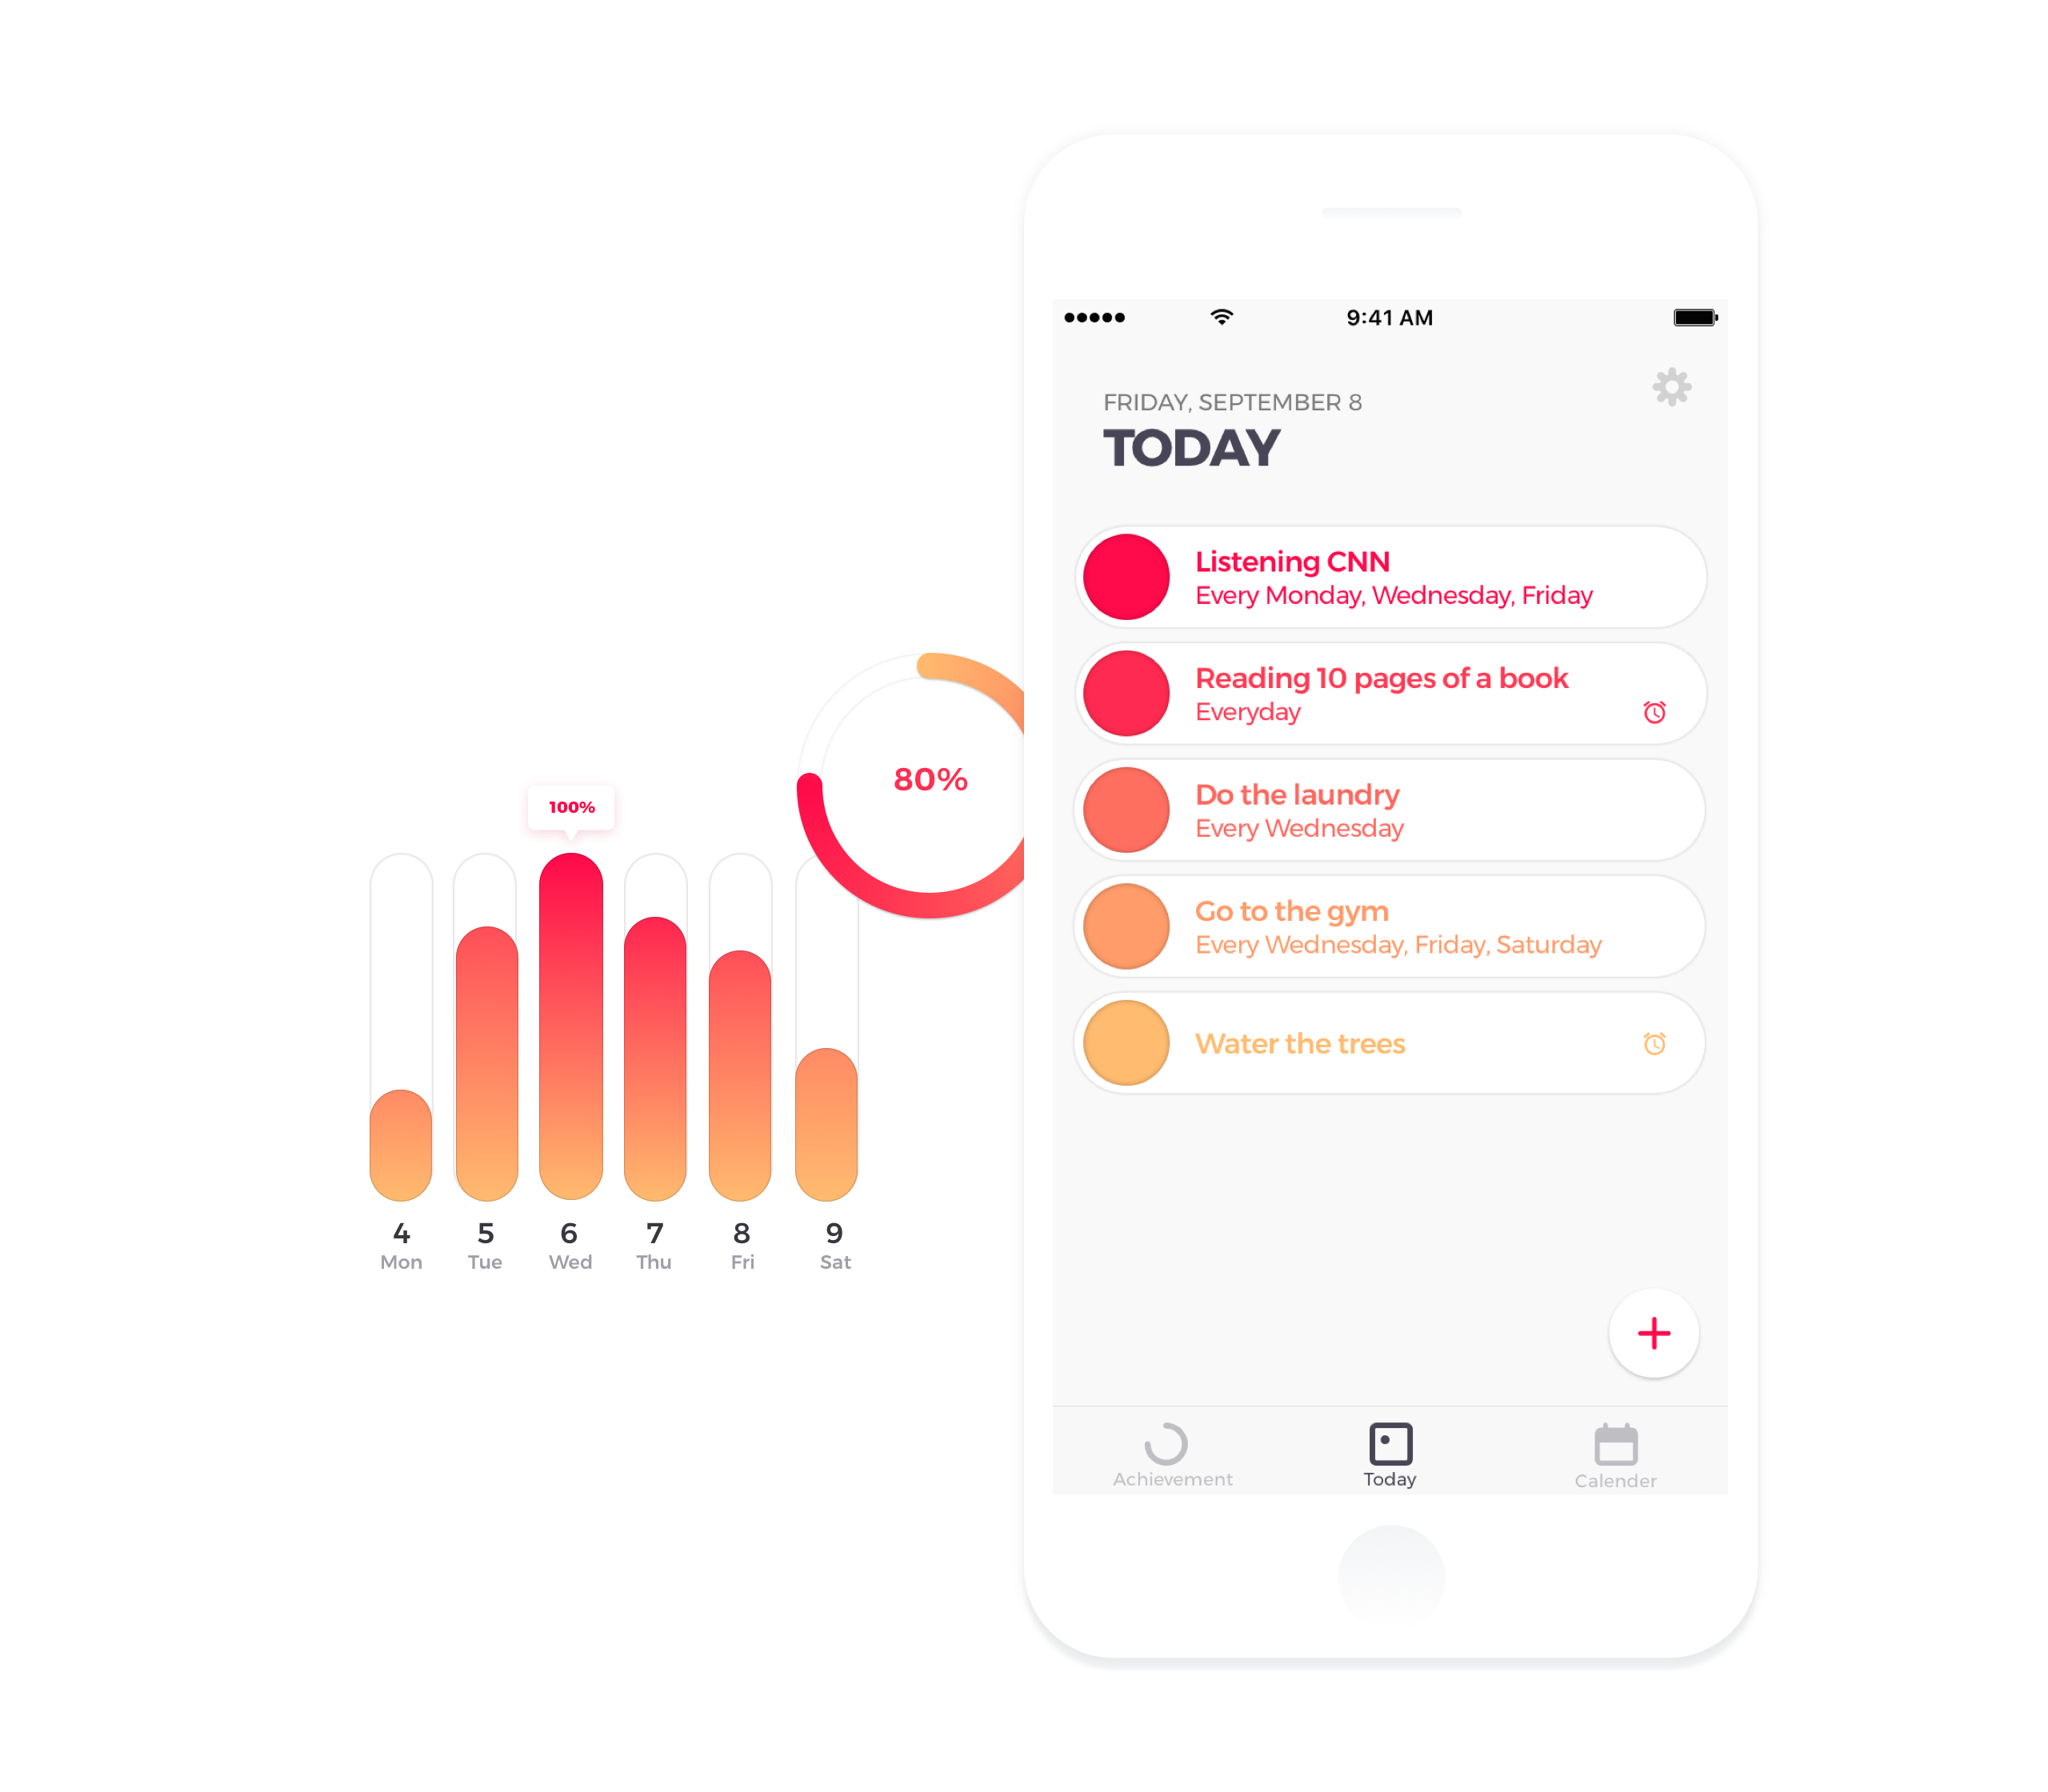 9:41 AM
FRIDAY, SEPTEMBER 8
TODAY
Listening CNN
Every Monday, Wednesday, Friday
Reading 10 pages of a book
Everyday
Do the laundry
Every Wednesday
Go to the gym
Every Wednesday, Friday, Saturday
Water the trees
Achievement
Today
Calender
80%
100%
4 5 6 7 8 9
Mon Tue Wed Thu Fri Sat